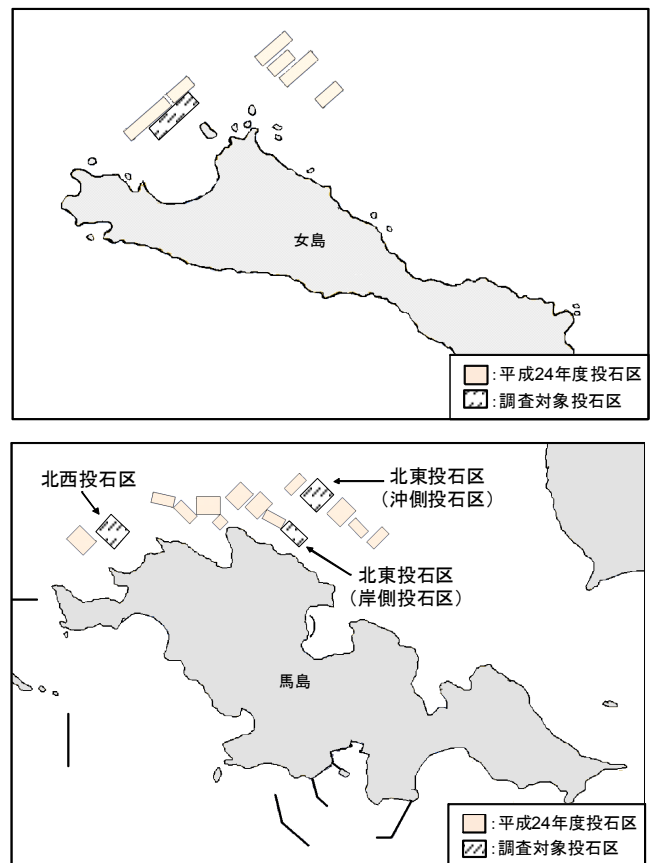 女島
:平成24年度投石区
:調査対象投石区
北西投石区
北東投石区
(沖側投石区)
北東投石区
(岸側投石区)
馬島
:平成24年度投石区
:調査対象投石区